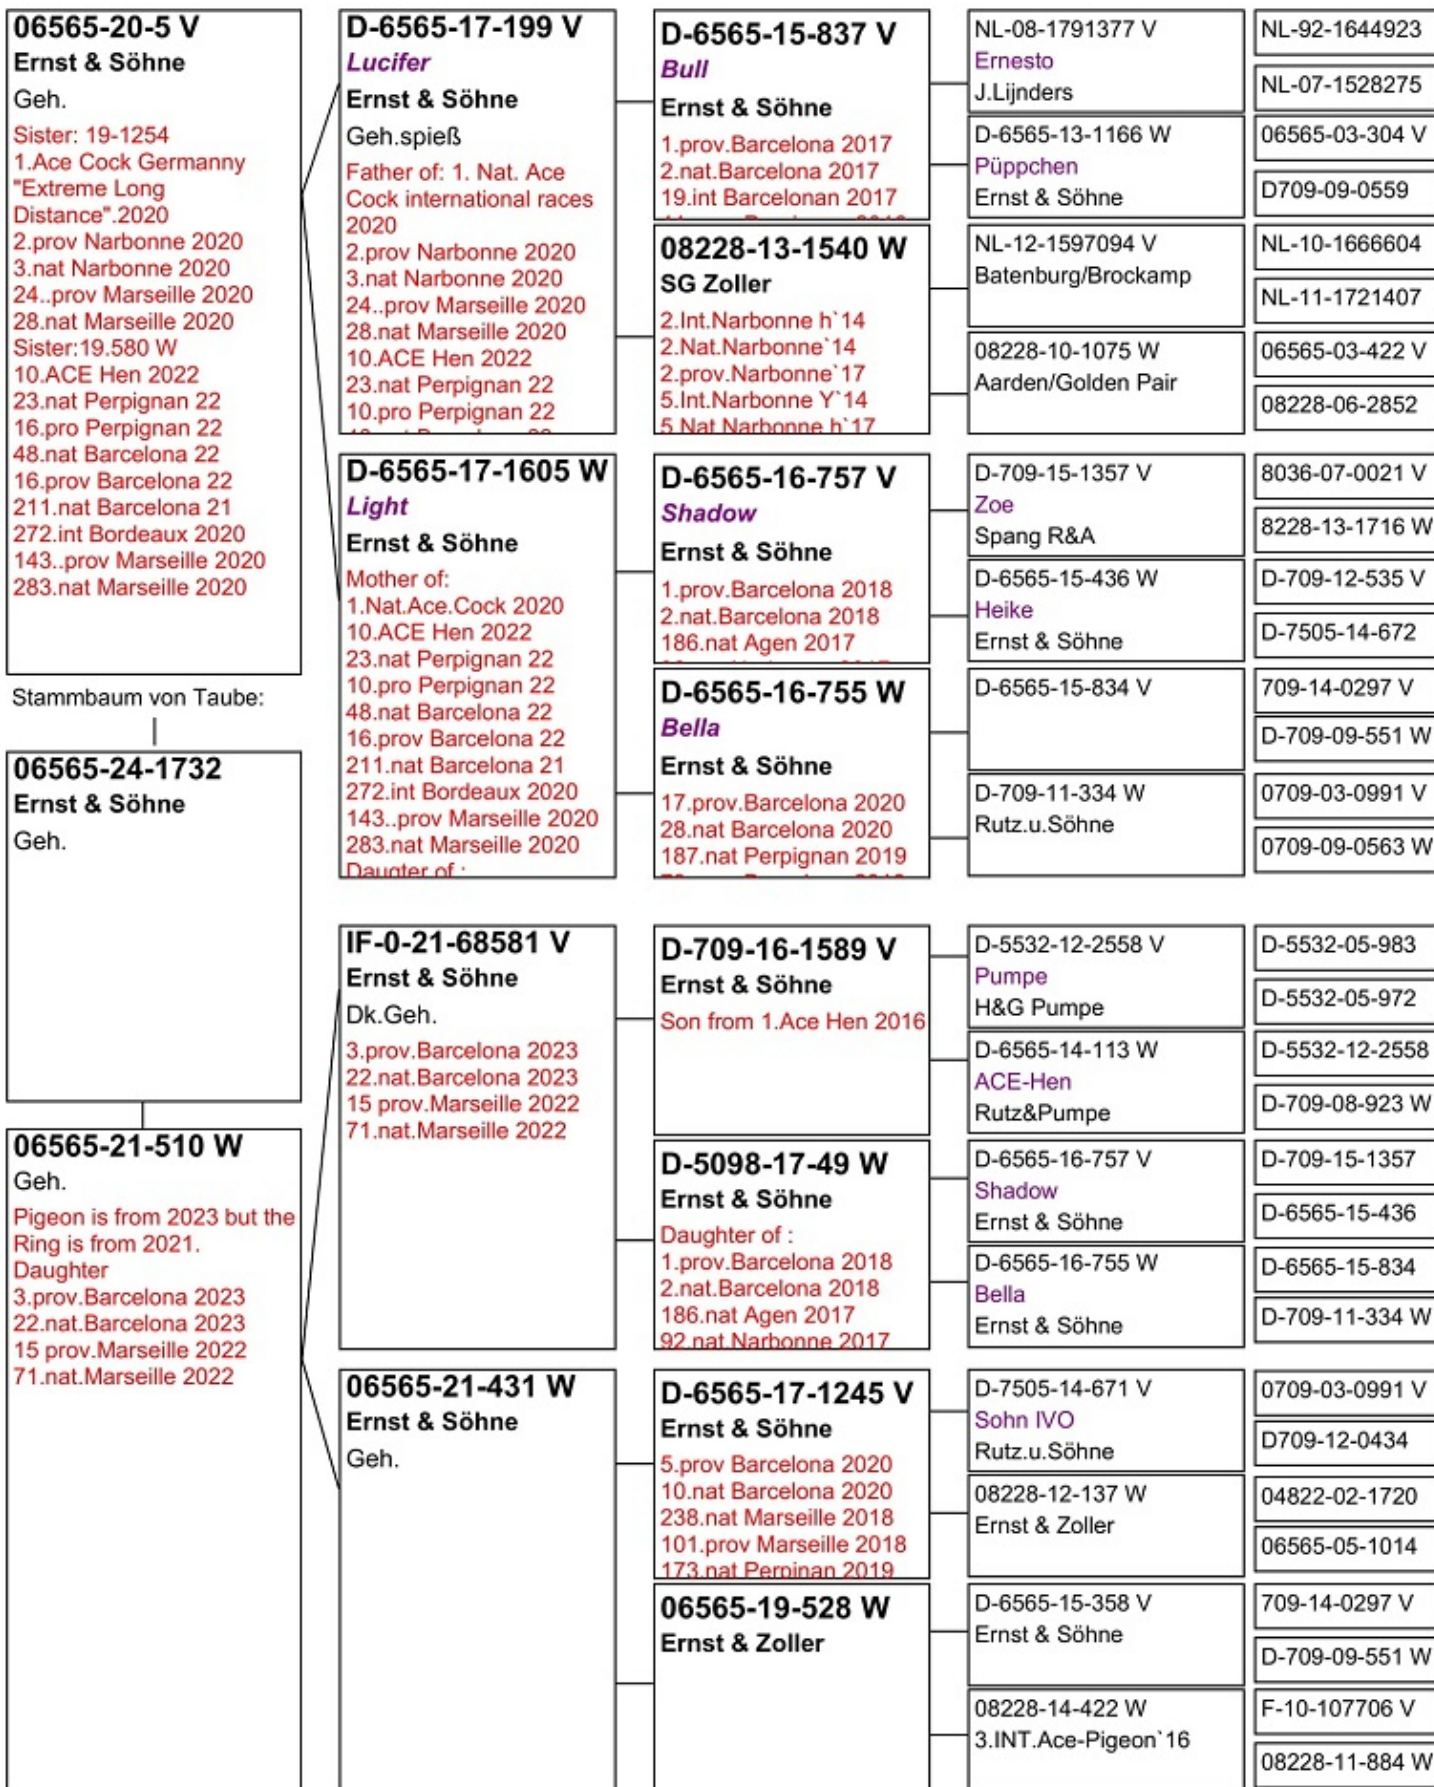 06565-20-5 V
Ernst & Söhne
Geh.
Sister: 19-1254
1.Ace Cock Germanny
"Extreme Long
Distance".2020
2.prov Narbonne 2020
3.nat Narbonne 2020
24..prov Marseille 2020
28.nat Marseille 2020
Sister:19.580 W
10.ACE Hen 2022
23.nat Perpignan 22
16.pro Perpignan 22
48.nat Barcelona 22
16.prov Barcelona 22
211.nat Barcelona 21
272.int Bordeaux 2020
143..prov Marseille 2020
283.nat Marseille 2020
Stammbaum von Taube:
06565-24-1732
Ernst & Söhne
Geh.
06565-21-510 W
Geh.
Pigeon is from 2023 but the
Ring is from 2021.
Daughter
3.prov.Barcelona 2023
22.nat.Barcelona 2023
15 prov.Marseille 2022
71.nat.Marseille 2022
D-6565-17-199 V
Lucifer
Ernst & Söhne
Geh.spieß
Father of: 1. Nat. Ace
Cock international races
2020
2.prov Narbonne 2020
3.nat Narbonne 2020
24..prov Marseille 2020
28.nat Marseille 2020
10.ACE Hen 2022
23.nat Perpignan 22
10.pro Perpignan 22
D-6565-17-1605 W
Light
Ernst & Söhne
Mother of:
1.Nat.Ace.Cock 2020
10.ACE Hen 2022
23.nat Perpignan 22
10.pro Perpignan 22
48.nat Barcelona 22
16.prov Barcelona 22
211.nat Barcelona 21
272.int Bordeaux 2020
143..prov Marseille 2020
283.nat Marseille 2020
Daugter of :
IF-0-21-68581 V
Ernst & Söhne
Dk.Geh.
3.prov.Barcelona 2023
22.nat.Barcelona 2023
15 prov.Marseille 2022
71.nat.Marseille 2022
06565-21-431 W
Ernst & Söhne
Geh.
D-6565-15-837 V
Bull
Ernst & Söhne
1.prov.Barcelona 2017
2.nat.Barcelona 2017
19.int Barcelonan 2017
08228-13-1540 W
SG Zoller
2.Int.Narbonne h`14
2.Nat.Narbonne`14
2.prov.Narbonne`17
5.Int.Narbonne Y`14
5 Nat Narbonne h`17
D-6565-16-757 V
Shadow
Ernst & Söhne
1.prov.Barcelona 2018
2.nat.Barcelona 2018
186.nat Agen 2017
D-6565-16-755 W
Bella
Ernst & Söhne
17.prov.Barcelona 2020
28.nat Barcelona 2020
187.nat Perpignan 2019
D-709-16-1589 V
Ernst & Söhne
Son from 1.Ace Hen 2016
D-5098-17-49 W
Ernst & Söhne
Daughter of :
1.prov.Barcelona 2018
2.nat.Barcelona 2018
186.nat Agen 2017
92.nat.Narbonne 2017
D-6565-17-1245 V
Ernst & Söhne
5.prov Barcelona 2020
10.nat Barcelona 2020
238.nat Marseille 2018
101.prov Marseille 2018
173.nat Perpinan 2019
06565-19-528 W
Ernst & Zoller
NL-08-1791377 V
Ernesto
J.Lijnders
D-6565-13-1166 W
Püppchen
Ernst & Söhne
NL-12-1597094 V
Batenburg/Brockamp
08228-10-1075 W
Aarden/Golden Pair
D-709-15-1357 V
Zoe
Spang R&A
D-6565-15-436 W
Heike
Ernst & Söhne
D-6565-15-834 V
D-709-11-334 W
Rutz.u.Söhne
D-5532-12-2558 V
Pumpe
H&G Pumpe
D-6565-14-113 W
ACE-Hen
Rutz&Pumpe
D-6565-16-757 V
Shadow
Ernst & Söhne
D-6565-16-755 W
Bella
Ernst & Söhne
D-7505-14-671 V
Sohn IVO
Rutz.u.Söhne
08228-12-137 W
Ernst & Zoller
D-6565-15-358 V
Ernst & Söhne
08228-14-422 W
3.INT.Ace-Pigeon`16
NL-92-1644923
NL-07-1528275
06565-03-304 V
D709-09-0559
NL-10-1666604
NL-11-1721407
06565-03-422 V
08228-06-2852
8036-07-0021 V
8228-13-1716 W
D-709-12-535 V
D-7505-14-672
709-14-0297 V
D-709-09-551 W
0709-03-0991 V
0709-09-0563 W
D-5532-05-983
D-5532-05-972
D-5532-12-2558
D-709-08-923 W
D-709-15-1357
D-6565-15-436
D-6565-15-834
D-709-11-334 W
0709-03-0991 V
D709-12-0434
04822-02-1720
06565-05-1014
709-14-0297 V
D-709-09-551 W
F-10-107706 V
08228-11-884 W